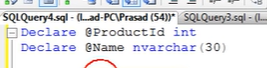 SQLQuery4.sql - (l...ad-PC\Prasad (54))* SQLQuery3.sql - (l...
Declare @ProductId int
Declare @Name nvarchar(30)